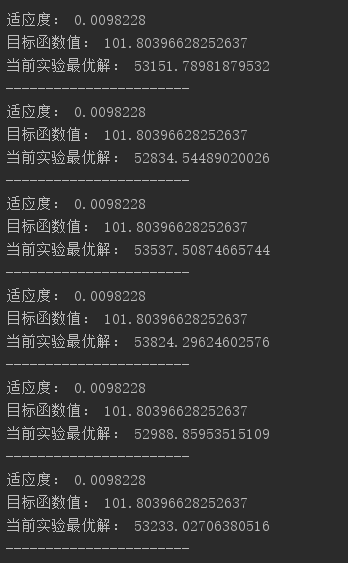 适应度： 0.0098228
目标函数值： 101.80396628252637
当前实验最优解： 53151.78981879532
-----------------------
适应度： 0.0098228
目标函数值： 101.80396628252637
当前实验最优解： 52834.54489020026
-----------------------
适应度： 0.0098228
目标函数值： 101.80396628252637
当前实验最优解： 53537.50874665744
-----------------------
适应度： 0.0098228
目标函数值： 101.80396628252637
当前实验最优解： 53824.29624602576
-----------------------
适应度： 0.0098228
目标函数值： 101.80396628252637
当前实验最优解： 52988.85953515109
-----------------------
适应度： 0.0098228
目标函数值： 101.80396628252637
当前实验最优解： 53233.02706380516
-----------------------